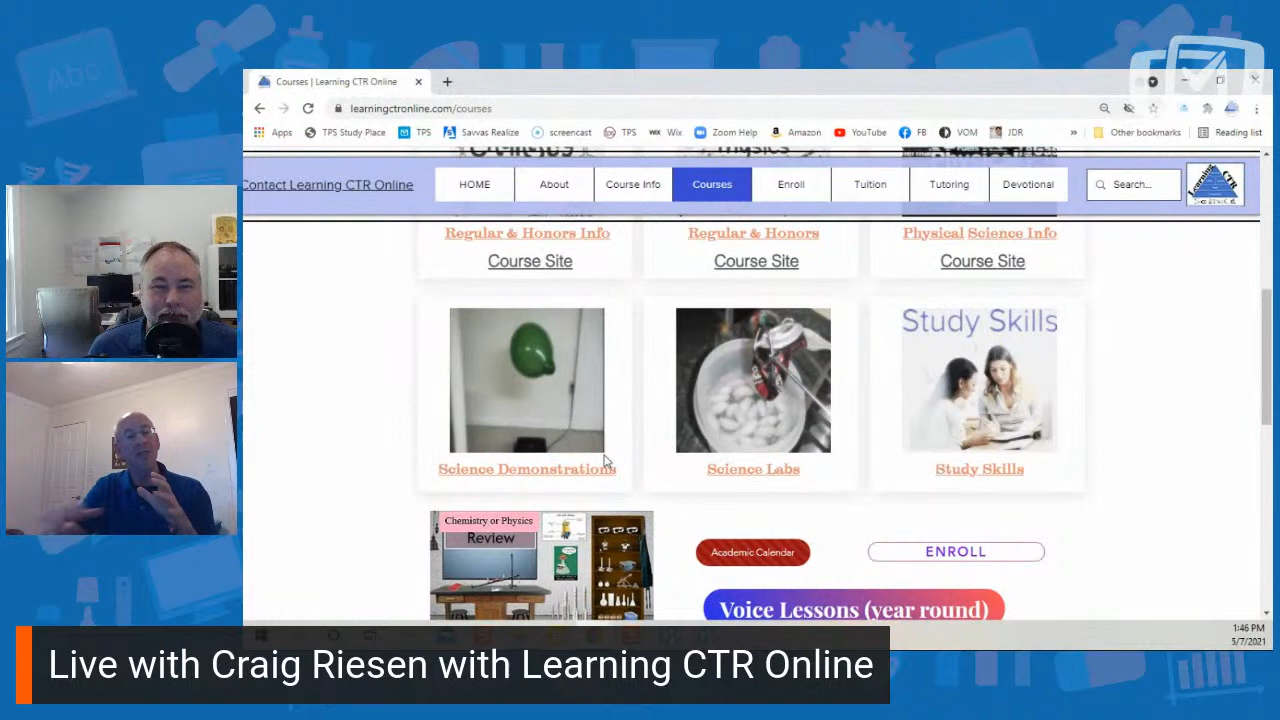 Abc
Courses | Learning CTR Online
learningctronline.com/courses
Apps
TPS Study Place
TPS
Savvas Realize
screencast
TPS
WIX Wix
Zoom Help
Amazon
YouTube
FB
VOM
JDR
»
Other bookmarks
Reading list
Contact Learning CTR Online
HOME
About
Course Info
Courses
Enroll
Tuition
Tutoring
Devotional
Search...
Learning CTR
Regular & Honors Info
Regular & Honors
Physical Science Info
Course Site
Course Site
Course Site
Study Skills
Science Demonstrations
Science Labs
Study Skills
Chemistry or Physics
Review
Academic Calendar
ENROLL
Voice Lessons (year round)
1:46 PM
5/7/2021
Live with Craig Riesen with Learning CTR Online